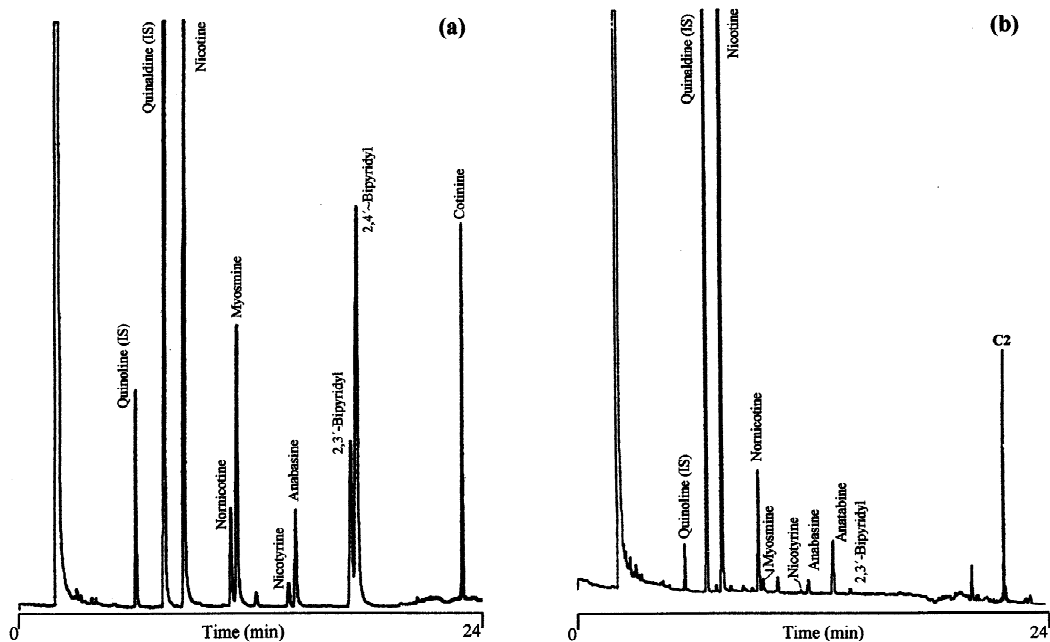 (a)
Quinoline (IS)
Quinaldine (IS)
Nicotine
Nornicotine
Myosmine
Nicotyrine
Anabasine
2,3´-Bipyridyl
2,4´-Bipyridyl
Cotinine
0
Time (min)
24
(b)
Quinoline (IS)
Quinaldine (IS)
Nicotine
Nornicotine
Myosmine
Nicotyrine
Anabasine
Anatabine
2,3´-Bipyridyl
C2
0
Time (min)
24